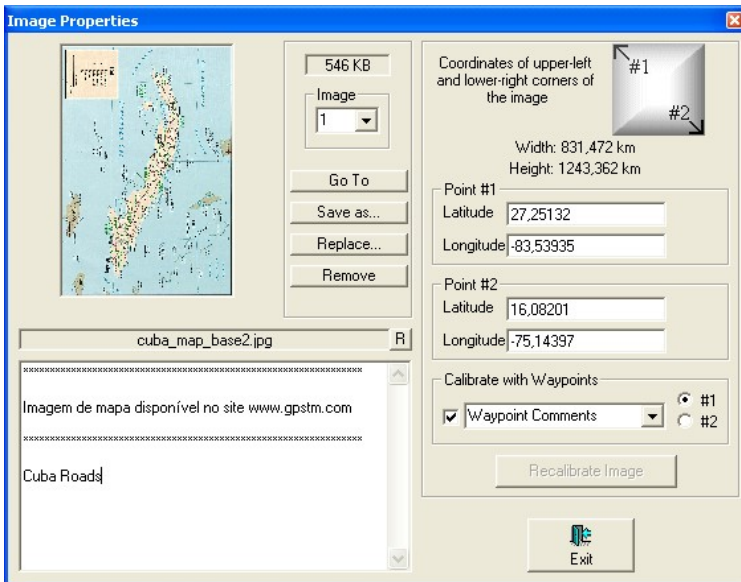 Image Properties
546 KB
Image
1
Go To
Save as...
Replace...
Remove
cuba_map_base2.jpg
R
××××××××××××××××××××××××××××××××××××××××××××××××××××××××××××××××××××
Imagem de mapa disponível no site www.gpstm.com
××××××××××××××××××××××××××××××××××××××××××××××××××××××××××××××××××××
Cuba Roads
Coordinates of upper-left
and lower-right corners of
the image
#1
#2
Width: 831,472 km
Height: 1243,362 km
Point #1
Latitude 27,25132
Longitude -83,53935
Point #2
Latitude 16,08201
Longitude -75,14397
Calibrate with Waypoints
Waypoint Comments
#1
#2
Recalibrate Image
Exit